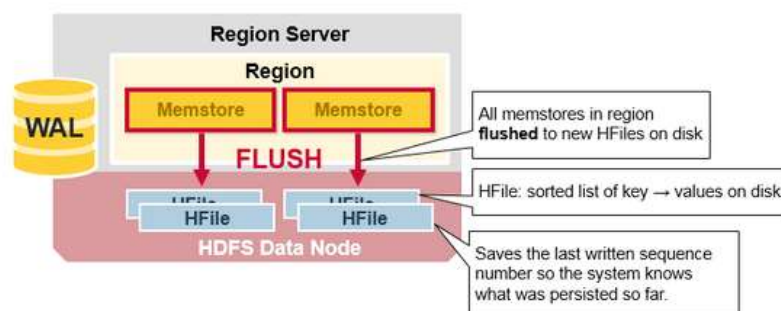 Region Server
Region
WAL
Memstore
Memstore
All memstores in region
flushed to new HFiles on disk
FLUSH
HFile
HFile
HFile: sorted list of key → values on disk
HFile
HFile
HDFS Data Node
Saves the last written sequence
number so the system knows
what was persisted so far.